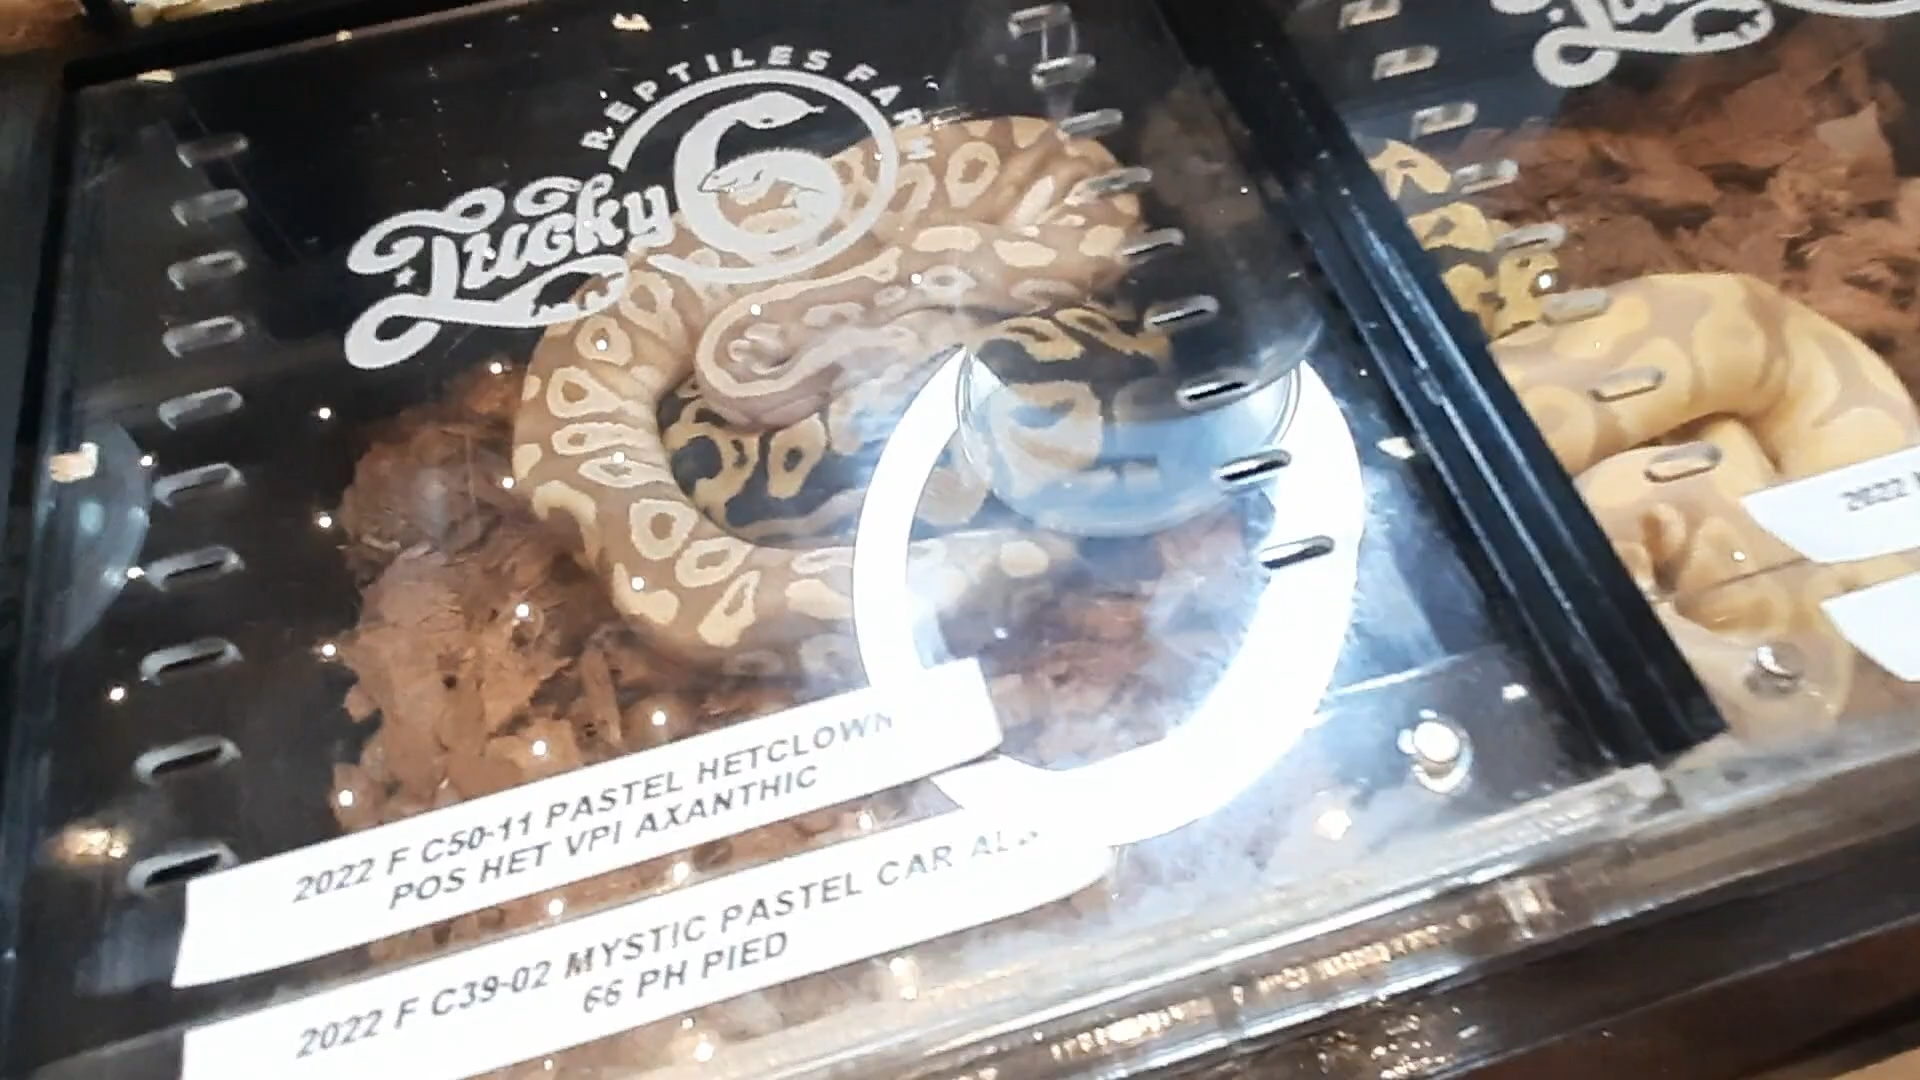 REPTILES FARM
Lucky
2022 F C50-11 PASTEL HETCLOWN
POS HET VPI AXANTHIC
2022 F C39-02 MYSTIC PASTEL CAR
66 PH PIED
2022